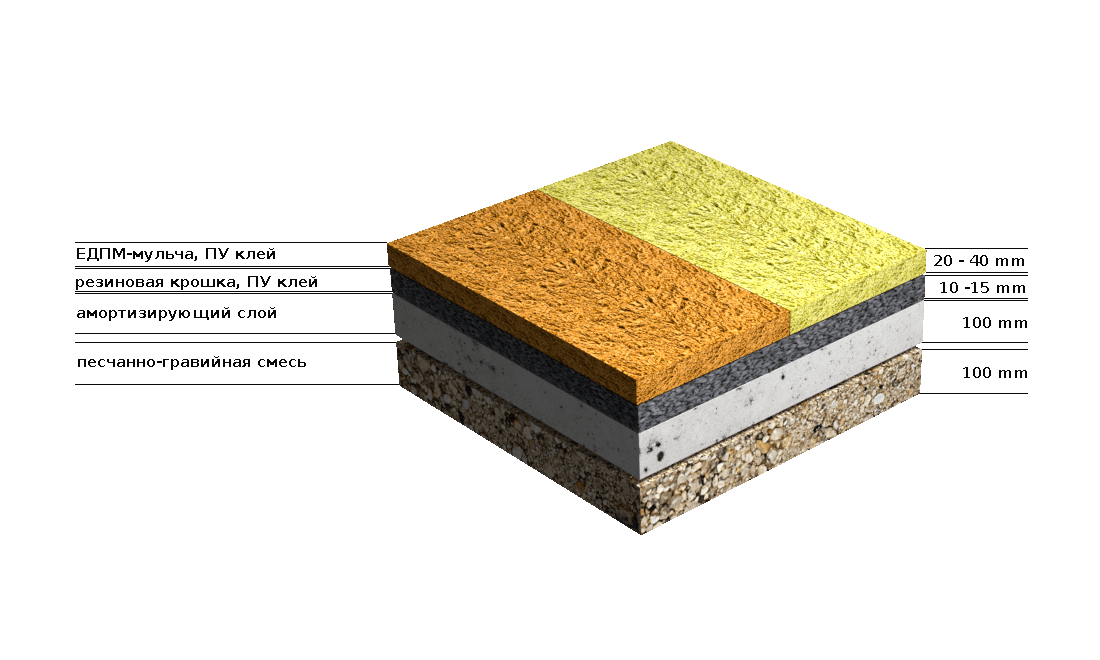 ЕДПМ-мульча, ПУ клей
20 - 40 mm
резиновая крошка, ПУ клей
10 -15 mm
амортизирующий слой
100 mm
песчанно-гравийная смесь
100 mm